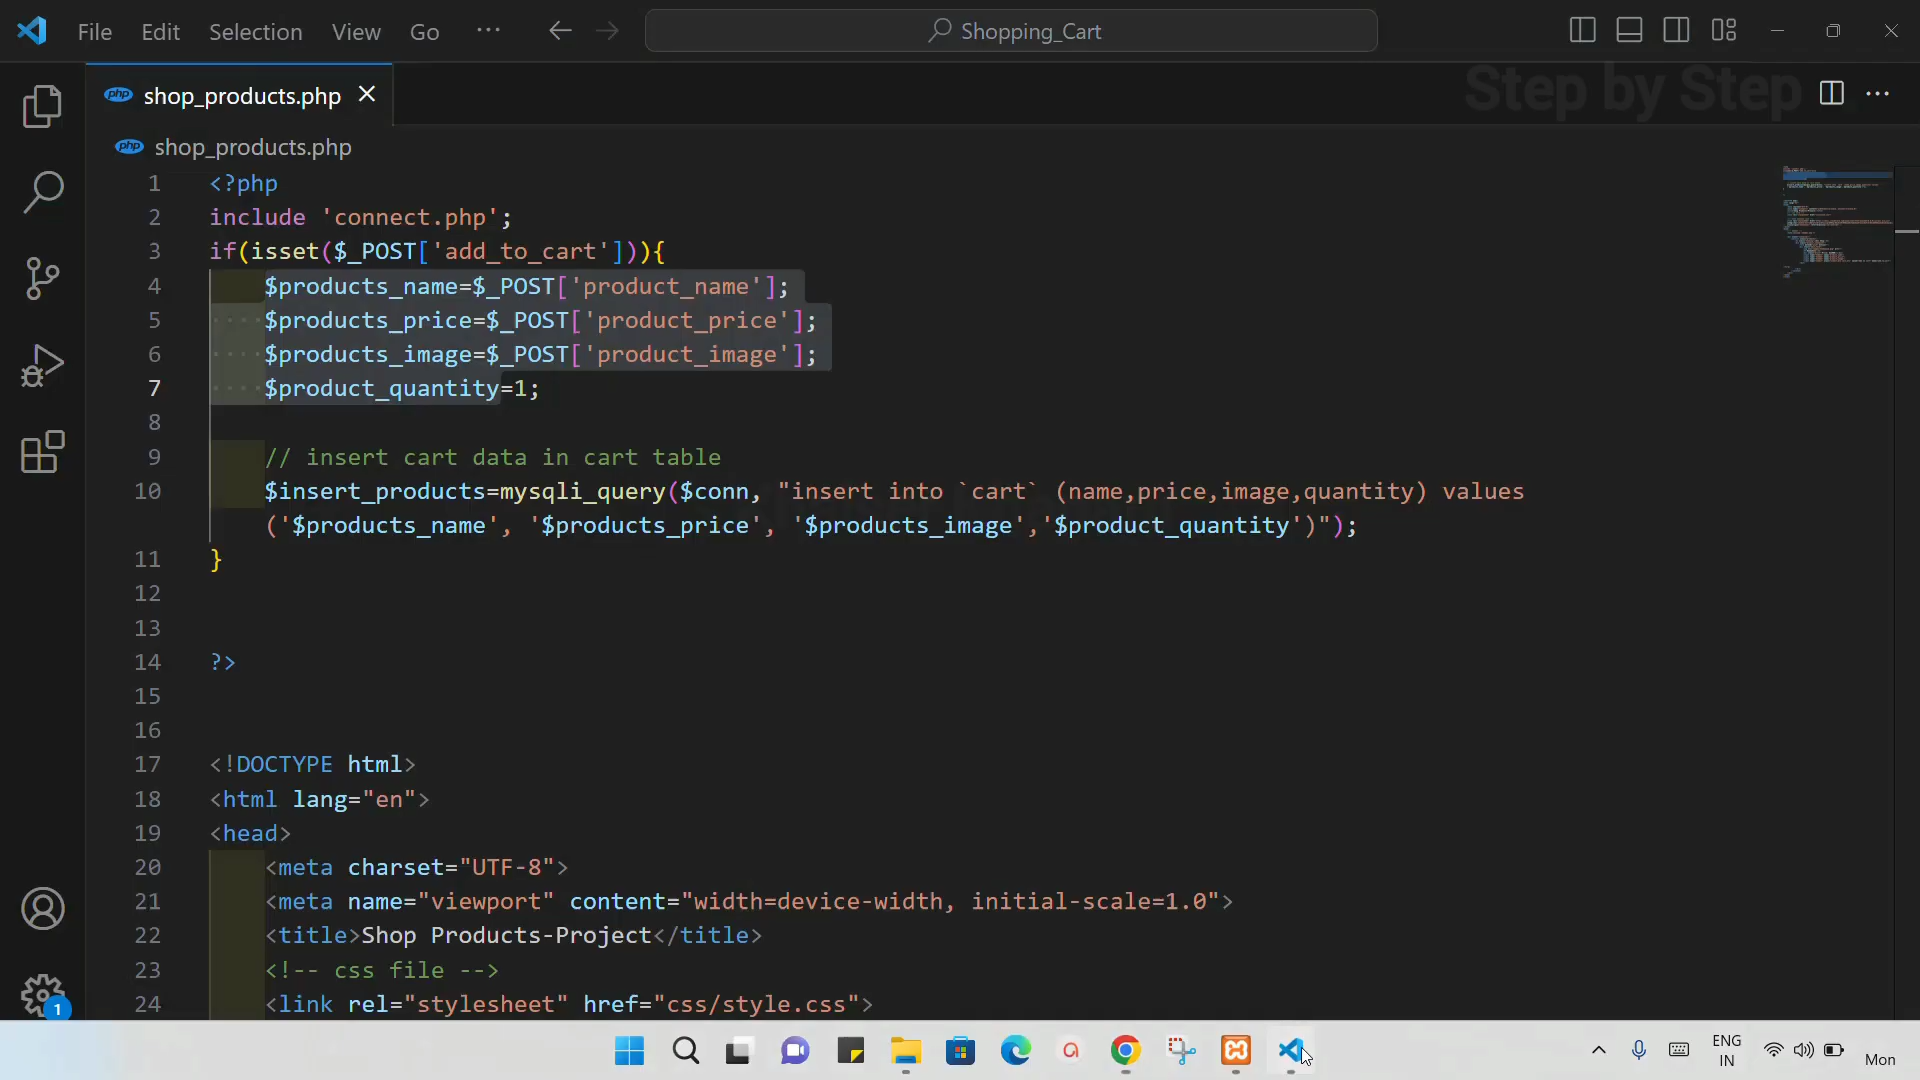 File Edit Selection View Go ··· Shopping_Cart
Step by Step
php shop_products.php
php shop_products.php
1 <?php
2 include 'connect.php';
3 if(isset($_POST['add_to_cart'])){
4 $products_name=$_POST['product_name'];
5 $products_price=$_POST['product_price'];
6 $products_image=$_POST['product_image'];
7 $product_quantity=1;
8
9 // insert cart data in cart table
10 $insert_products=mysqli_query($conn, "insert into `cart` (name,price,image,quantity) values
('$products_name', '$products_price', '$products_image','$product_quantity')");
11 }
12
13
14 ?>
15
16
17 <!DOCTYPE html>
18 <html lang="en">
19 <head>
20 <meta charset="UTF-8">
21 <meta name="viewport" content="width=device-width, initial-scale=1.0">
22 <title>Shop Products-Project</title>
23 <!-- css file -->
24 <link rel="stylesheet" href="css/style.css">
1
ENG
IN
Mon